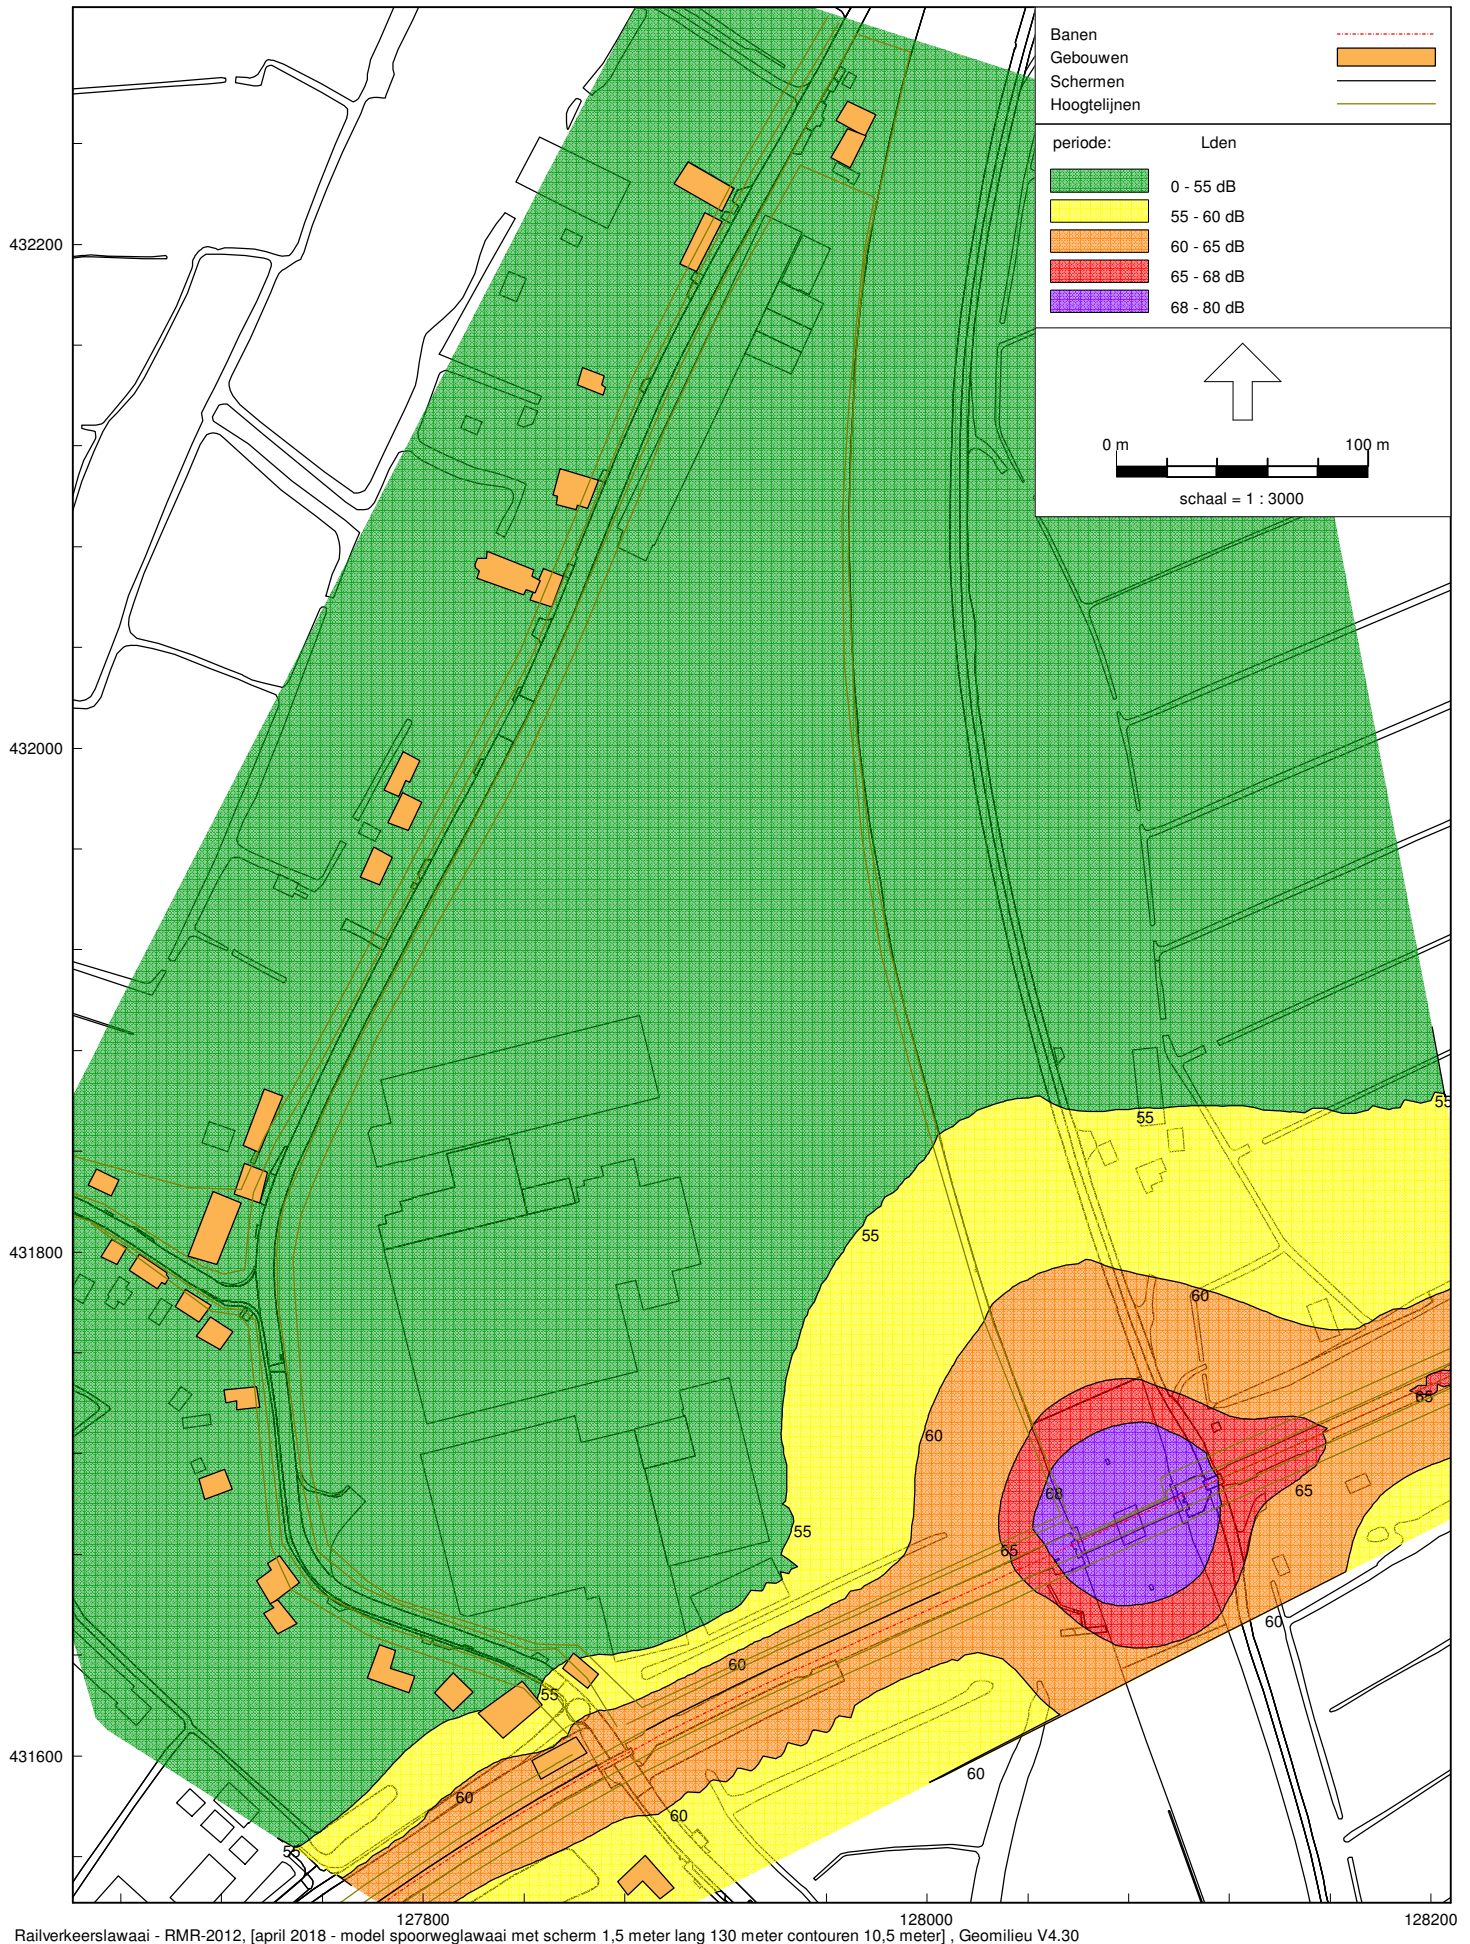 Banen
Gebouwen
Schermen
Hoogtelijnen
periode: Lden
0 - 55 dB
55 - 60 dB
60 - 65 dB
65 - 68 dB
68 - 80 dB
0 m 100 m
schaal = 1 : 3000
432200
432000
55
55
431800
55
60
65
60
68
65
55
65
60
60
55
431600
60
60
60
55
127800 128000 128200
Railverkeerslawaai - RMR-2012, [april 2018 - model spoorweglawaai met scherm 1,5 meter lang 130 meter contouren 10,5 meter] , Geomilieu V4.30